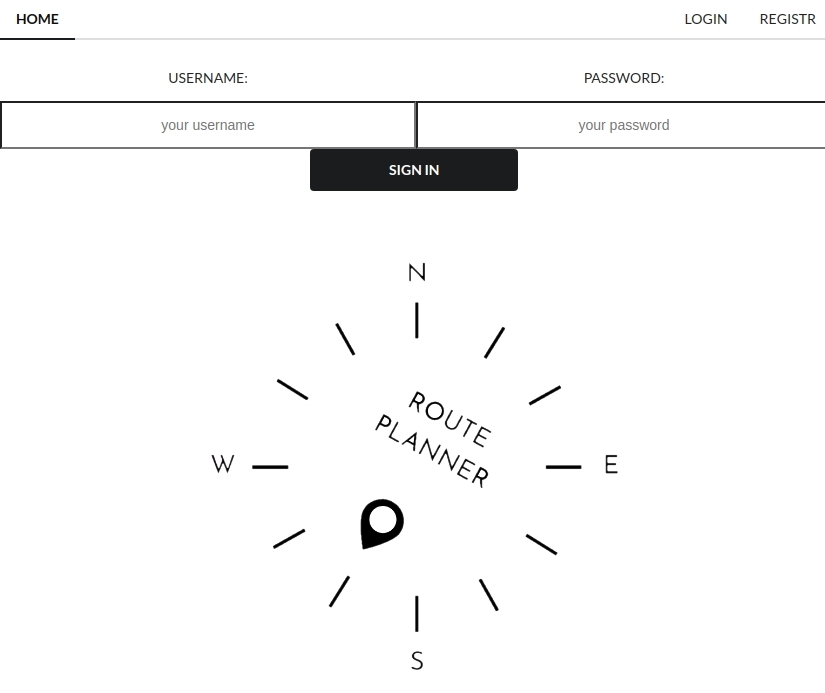 HOME LOGIN REGISTR
USERNAME: PASSWORD:
your username your password
SIGN IN
N
ROUTE
PLANNER
W E
S